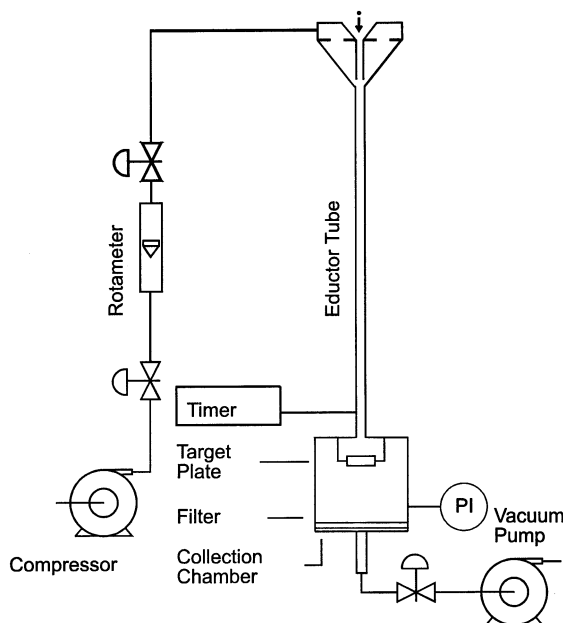 Rotameter
Eductor Tube
Timer
Target
Plate
Filter
PI
Vacuum
Pump
Collection
Chamber
Compressor